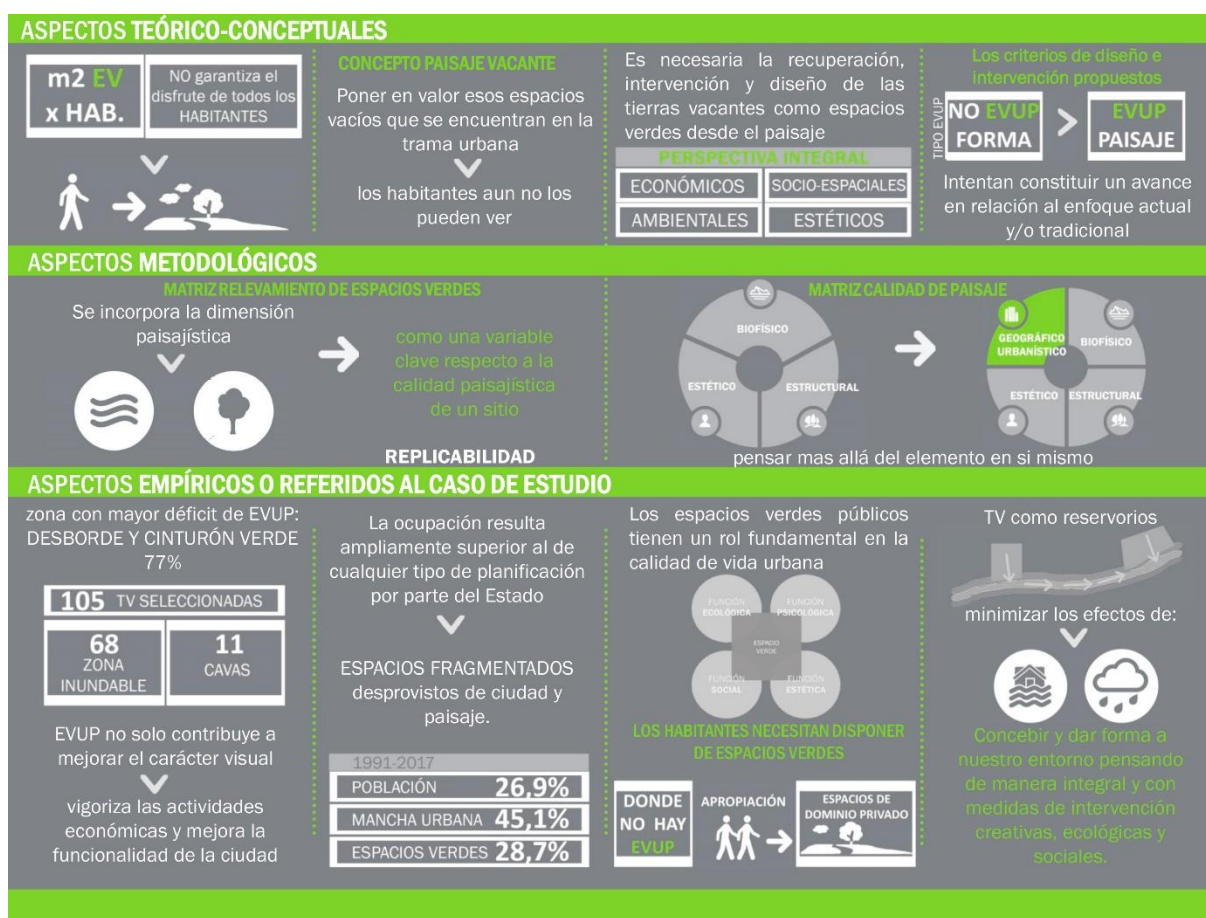 ASPECTOS TEÓRICO-CONCEPTUALES
m2 EV
x HAB.
NO garantiza el
disfrute de todos los
HABITANTES
CONCEPTO PAISAJE VACANTE
Poner en valor esos espacios
vacíos que se encuentran en la
trama urbana
los habitantes aun no los
pueden ver
Es necesaria la recuperación,
intervención y diseño de las
tierras vacantes como espacios
verdes desde el paisaje
PERSPECTIVA INTEGRAL
ECONÓMICOS
SOCIO-ESPACIALES
AMBIENTALES
ESTÉTICOS
Los criterios de diseño e
intervención propuestos
TIPO EVUP
NO EVUP
FORMA
>
EVUP
PAISAJE
Intentan constituir un avance
en relación al enfoque actual
y/o tradicional
ASPECTOS METODOLÓGICOS
MATRIZ RELEVAMIENTO DE ESPACIOS VERDES
Se incorpora la dimensión
paisajística
como una variable
clave respecto a la
calidad paisajística
de un sitio
REPLICABILIDAD
MATRIZ CALIDAD DE PAISAJE
BIOFÍSICO
ESTÉTICO
ESTRUCTURAL
GEOGRÁFICO
URBANÍSTICO
BIOFÍSICO
ESTÉTICO
ESTRUCTURAL
pensar mas allá del elemento en si mismo
ASPECTOS EMPÍRICOS O REFERIDOS AL CASO DE ESTUDIO
zona con mayor déficit de EVUP:
DESBORDE Y CINTURÓN VERDE
77%
105 TV SELECCIONADAS
68
ZONA
INUNDABLE
11
CAVAS
EVUP no solo contribuye a
mejorar el carácter visual
vigoriza las actividades
económicas y mejora la
funcionalidad de la ciudad
La ocupación resulta
ampliamente superior al de
cualquier tipo de planificación
por parte del Estado
ESPACIOS FRAGMENTADOS
desprovistos de ciudad y
paisaje.
1991-2017
POBLACIÓN 26,9%
MANCHA URBANA 45,1%
ESPACIOS VERDES 28,7%
Los espacios verdes públicos
tienen un rol fundamental en la
calidad de vida urbana
FUNCIÓN
ECOLÓGICA
FUNCIÓN
PSICOLÓGICA
ESPACIO
VERDE
FUNCIÓN
SOCIAL
FUNCIÓN
ESTÉTICA
LOS HABITANTES NECESITAN DISPONER
DE ESPACIOS VERDES
DONDE
NO HAY
EVUP
APROPIACIÓN
ESPACIOS DE
DOMINIO PRIVADO
TV como reservorios
minimizar los efectos de:
Concebir y dar forma a
nuestro entorno pensando
de manera integral y con
medidas de intervención
creativas, ecológicas y
sociales.